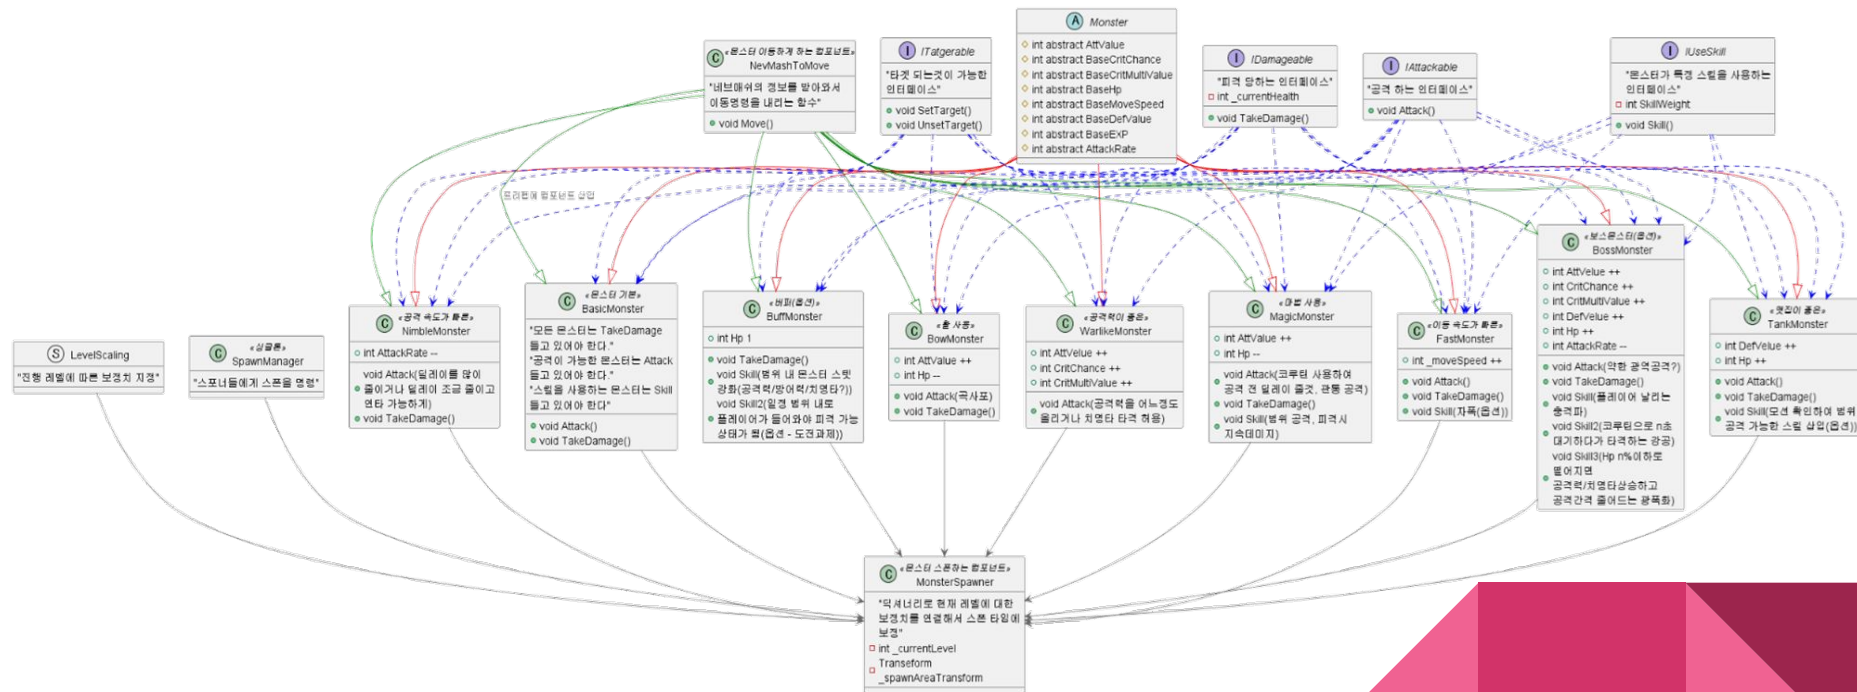 A Monster
int abstract AttValue
int abstract BaseCritChance
int abstract BaseCritMultiValue
int abstract BaseHp
int abstract BaseMoveSpeed
int abstract BaseDefValue
int abstract BaseEXP
int abstract AttackRate
C «몬스터 이동하게 하는 컴포넌트»
NevMashToMove
"네브매쉬의 정보를 받아와서
이동명령을 내리는 함수"
void Move()
I ITatgerable
"타겟 되는것이 가능한
인터페이스"
void SetTarget()
void UnsetTarget()
I IDamageable
"피격 당하는 인터페이스"
int _currentHealth
void TakeDamage()
I IAttackable
"공격 하는 인터페이스"
void Attack()
I IUseSkill
"몬스터가 특정 스킬을 사용하는
인터페이스"
int SkillWeight
void Skill()
프리팹에 컴포넌트 삽입
S LevelScaling
"진행 레벨에 따른 보정치 지정"
C «싱글톤»
SpawnManager
"스포너들에게 스폰을 명령"
C «공격 속도가 빠른»
NimbleMonster
int AttackRate --
void Attack(딜레이를 많이
줄이거나 딜레이 조금 줄이고
연타 가능하게)
void TakeDamage()
C «몬스터 기본»
BasicMonster
"모든 몬스터는 TakeDamage
들고 있어야 한다."
"공격이 가능한 몬스터는 Attack
들고 있어야 한다."
"스킬을 사용하는 몬스터는 Skill
들고 있어야 한다"
void Attack()
void TakeDamage()
C «버퍼(옵션)»
BuffMonster
int Hp 1
void TakeDamage()
void Skill(범위 내 몬스터 스텟
강화(공격력/방어력/치명타?))
void Skill2(일정 범위 내로
플레이어가 들어와야 피격 가능
상태가 됨(옵션 - 도전과제))
C «활 사용»
BowMonster
int AttValue ++
int Hp --
void Attack(곡사포)
void TakeDamage()
C «공격력이 좋은»
WarlikeMonster
int AttVelue ++
int CritChance ++
int CritMultiValue ++
void Attack(공격력을 어느정도
올리거나 치명타 타격 허용)
void TakeDamage()
C «마법 사용»
MagicMonster
int AttValue ++
int Hp --
void Attack(코루틴 사용하여
공격 전 딜레이 줄것, 관통 공격)
void TakeDamage()
void Skill(범위 공격, 피격시
지속데미지)
C «이동 속도가 빠른»
FastMonster
int _moveSpeed ++
void Attack()
void TakeDamage()
void Skill(자폭(옵션))
C «보스몬스터(옵션)»
BossMonster
int AttVelue ++
int CritChance ++
int CritMultiValue ++
int DefValue ++
int Hp ++
int AttackRate --
void Attack(약한 광역공격?)
void TakeDamage()
void Skill(플레이어 날리는
충격파)
void Skill2(코루틴으로 n초
대기하다가 타격하는 강공)
void Skill3(Hp n%이하로
떨어지면
공격력/치명타상승하고
공격간격 줄어드는 광폭화)
C «맷집이 좋은»
TankMonster
int DefValue ++
int Hp ++
void Attack()
void TakeDamage()
void Skill(모션 확인하여 범위
공격 가능한 스킬 삽입(옵션))
C «몬스터 스폰하는 컴포넌트»
MonsterSpawner
"딕셔너리로 현재 레벨에 대한
보정치를 연결해서 스폰 타임에
보정"
int _currentLevel
Transeform
_spawnAreaTransform